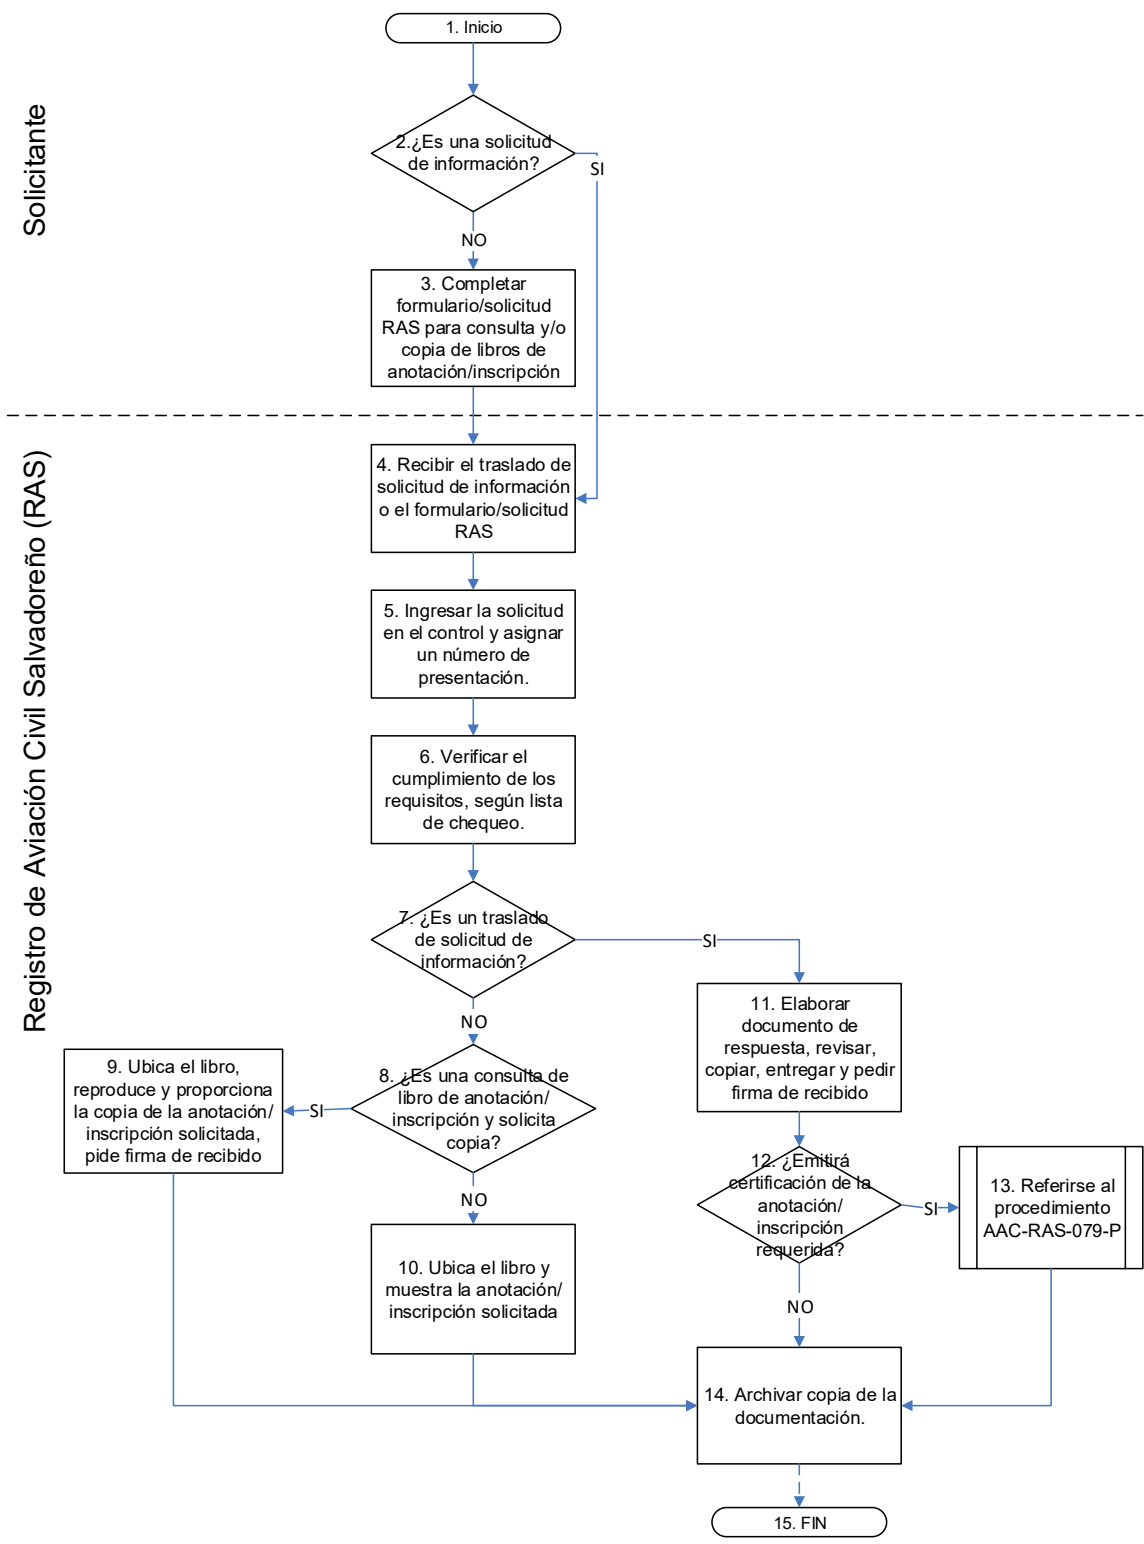 Solicitante
1. Inicio
2.¿Es una solicitud
de información?
SI
NO
3. Completar
formulario/solicitud
RAS para consulta y/o
copia de libros de
anotación/inscripción
Registro de Aviación Civil Salvadoreño (RAS)
4. Recibir el traslado de
solicitud de información
o el formulario/solicitud
RAS
5. Ingresar la solicitud
en el control y asignar
un número de
presentación.
6. Verificar el
cumplimiento de los
requisitos, según lista
de chequeo.
7. ¿Es un traslado
de solicitud de
información?
SI
NO
8. ¿Es una consulta de
libro de anotación/
inscripción y solicita
copia?
SI
9. Ubica el libro,
reproduce y proporciona
la copia de la anotación/
inscripción solicitada,
pide firma de recibido
NO
10. Ubica el libro y
muestra la anotación/
inscripción solicitada
11. Elaborar
documento de
respuesta, revisar,
copiar, entregar y pedir
firma de recibido
12. ¿Emitirá
certificación de la
anotación/
inscripción
requerida?
SI
13. Referirse al
procedimiento
AAC-RAS-079-P
NO
14. Archivar copia de la
documentación.
15. FIN